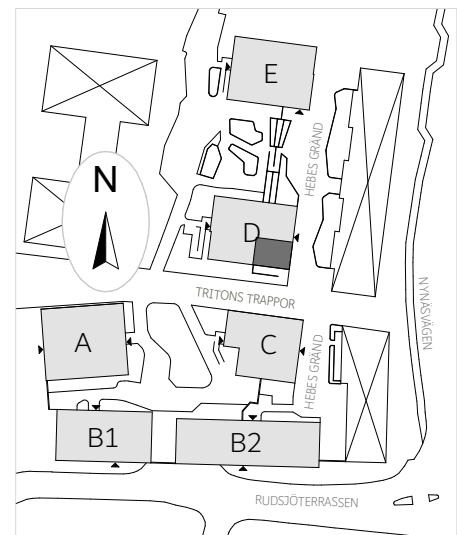 E
HEBES GRÄND
N
D
TRITONS TRAPPOR
NYNÄSVÄGEN
A
C
HEBES GRÄND
B1
B2
RUDSJÖTERRASSEN